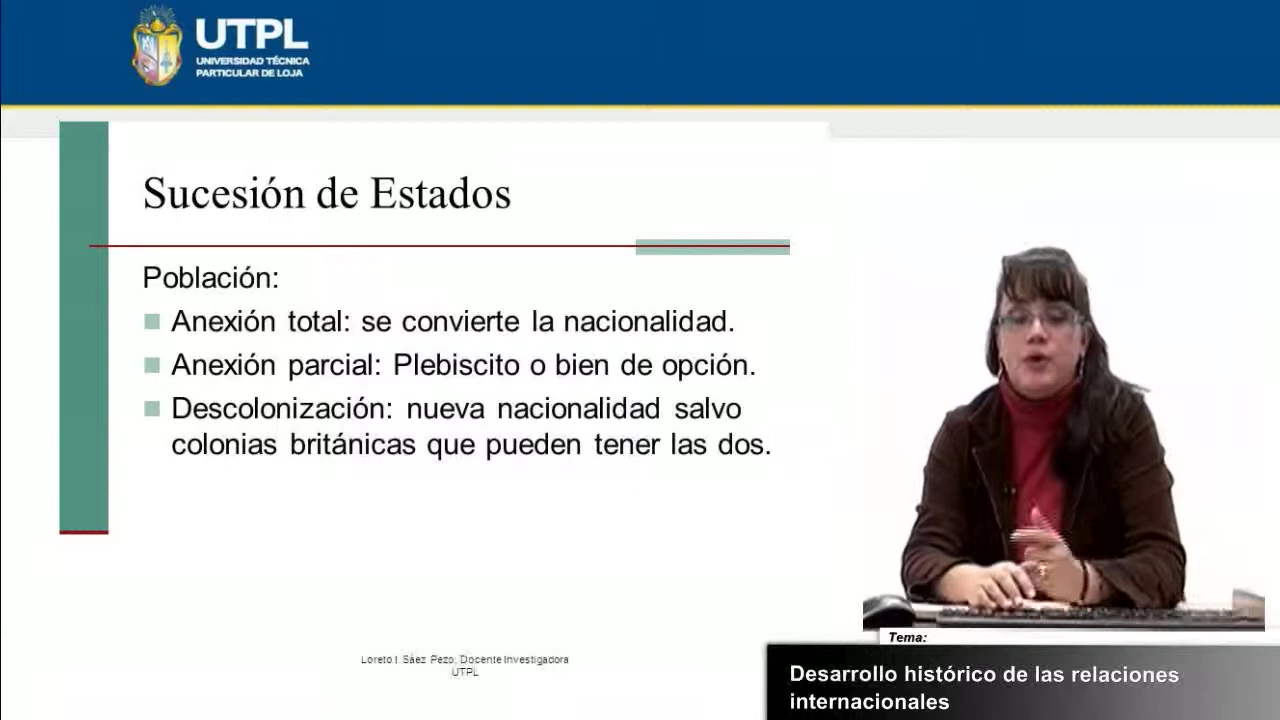 UTPL
UNIVERSIDAD TÉCNICA
PARTICULAR DE LOJA
Sucesión de Estados
Población:
Anexión total: se convierte la nacionalidad.
Anexión parcial: Plebiscito o bien de opción.
Descolonización: nueva nacionalidad salvo
colonias británicas que pueden tener las dos.
Loreto I. Sáez Pezo, Docente Investigadora
UTPL
Tema:
Desarrollo histórico de las relaciones
internacionales